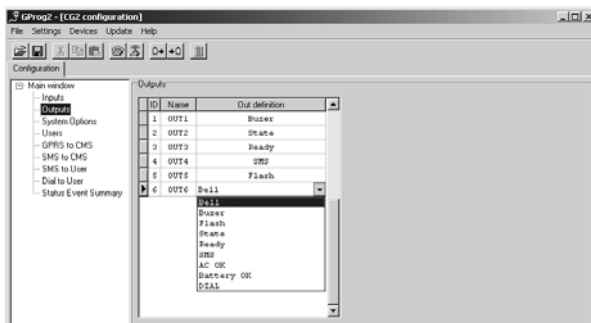 GProg2 - [CG2 configuration]
File Settings Devices Update Help
Configuration
Main window
Inputs
Outputs
System Options
Users
GPRS to CMS
SMS to CMS
SMS to User
Dial to User
Status Event Summary
Outputs
ID Name Out definition
1 OUT1 Buzer
2 OUT2 State
3 OUT3 Ready
4 OUT4 SMS
5 OUT5 Flash
6 OUT6 Bell
Bell
Buzer
Flash
State
Ready
SMS
AC OK
Battery OK
DIAL